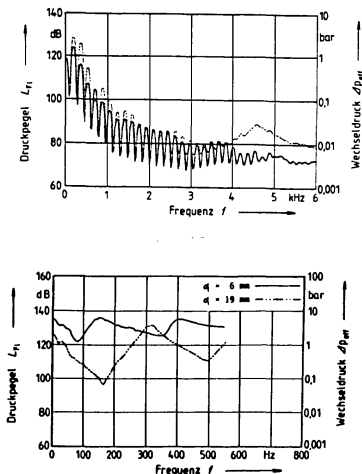 140
dB
120
100
80
60
Druckpegel L_Fl
10
bar
1
0,1
0,01
0,001
Wechseldruck Δp_eff
0 1 2 3 4 5 kHz 6
Frequenz f
160
dB
140
120
100
80
60
Druckpegel L_Fl
d_i = 6 mm
d_i = 19 mm
100
bar
10
1
0,1
0,01
0,001
Wechseldruck Δp_eff
0 100 200 300 400 500 Hz 800
Frequenz f